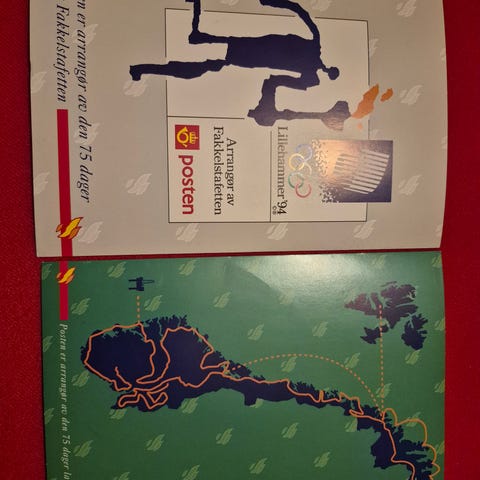 en er arrangør av den 75 dager
Fakkelstafetten
Lillehammer '94
Arrangør av
Fakkelstafetten
posten
Posten er arrangør av den 75 dager la